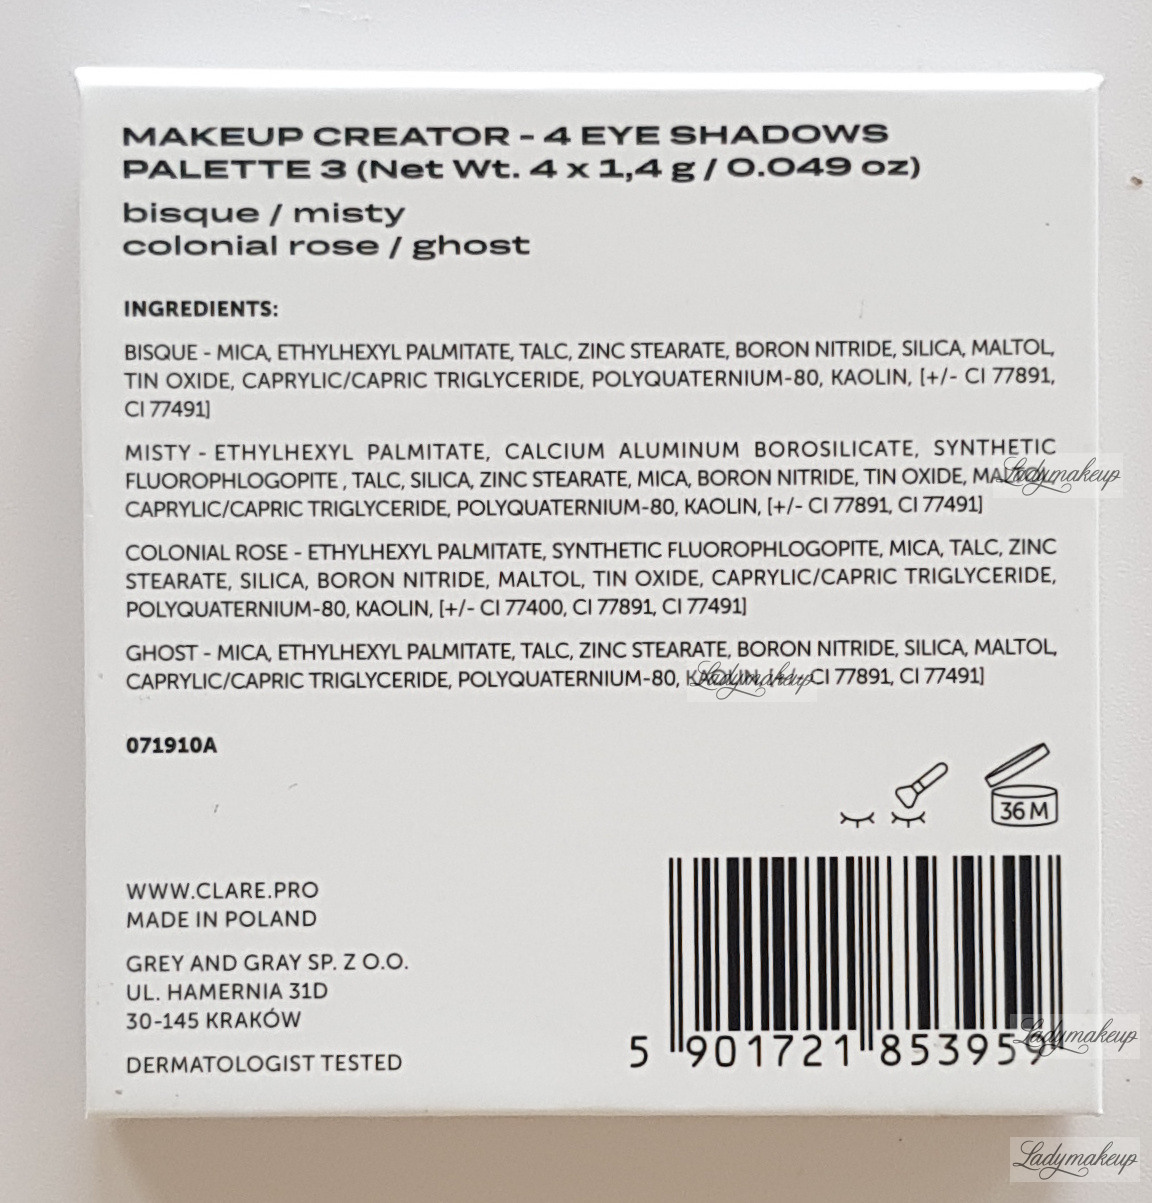 MAKEUP CREATOR - 4 EYE SHADOWS
PALETTE 3 (Net Wt. 4 x 1,4 g / 0.049 oz)
bisque / misty
colonial rose / ghost
INGREDIENTS:
BISQUE - MICA, ETHYLHEXYL PALMITATE, TALC, ZINC STEARATE, BORON NITRIDE, SILICA, MALTOL,
TIN OXIDE, CAPRYLIC/CAPRIC TRIGLYCERIDE, POLYQUATERNIUM-80, KAOLIN, [+/- CI 77891,
CI 77491]
MISTY - ETHYLHEXYL PALMITATE, CALCIUM ALUMINUM BOROSILICATE, SYNTHETIC
FLUOROPHLOGOPITE , TALC, SILICA, ZINC STEARATE, MICA, BORON NITRIDE, TIN OXIDE, MALTOL,
Ladymakeup
CAPRYLIC/CAPRIC TRIGLYCERIDE, POLYQUATERNIUM-80, KAOLIN, [+/- CI 77891, CI 77491]
COLONIAL ROSE - ETHYLHEXYL PALMITATE, SYNTHETIC FLUOROPHLOGOPITE, MICA, TALC, ZINC
STEARATE, SILICA, BORON NITRIDE, MALTOL, TIN OXIDE, CAPRYLIC/CAPRIC TRIGLYCERIDE,
POLYQUATERNIUM-80, KAOLIN, [+/- CI 77400, CI 77891, CI 77491]
GHOST - MICA, ETHYLHEXYL PALMITATE, TALC, ZINC STEARATE, BORON NITRIDE, SILICA, MALTOL,
CAPRYLIC/CAPRIC TRIGLYCERIDE, POLYQUATERNIUM-80, KAOLIN, [+/- CI 77891, CI 77491]
Ladymakeup
071910A
36 M
WWW.CLARE.PRO
MADE IN POLAND
GREY AND GRAY SP. Z O.O.
UL. HAMERNIA 31D
30-145 KRAKÓW
DERMATOLOGIST TESTED
5 901721 853959
Ladymakeup
Ladymakeup